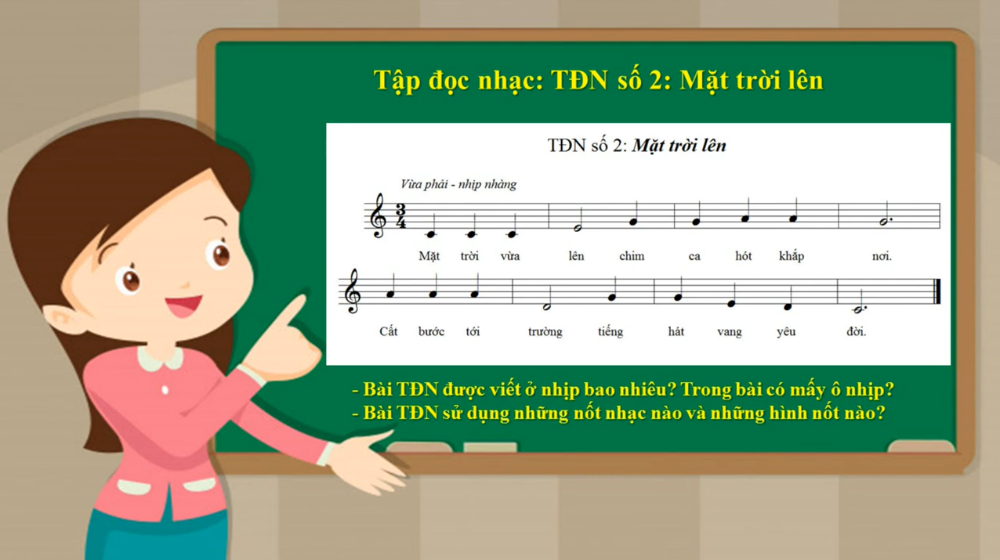 Tập đọc nhạc: TĐN số 2: Mặt trời lên
TĐN số 2: Mặt trời lên
Vừa phải - nhịp nhàng
3
4
Mặt trời vừa lên chim ca hót khắp nơi.
Cất bước tới trường tiếng hát vang yêu đời.
- Bài TĐN được viết ở nhịp bao nhiêu? Trong bài có mấy ô nhịp?
- Bài TĐN sử dụng những nốt nhạc nào và những hình nốt nào?